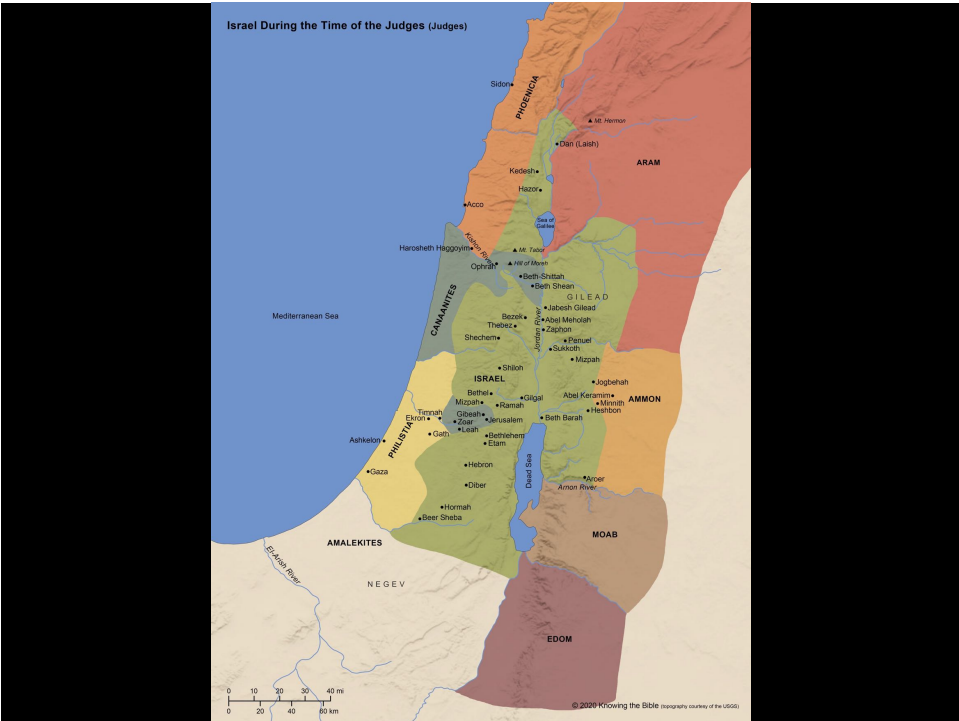 Israel During the Time of the Judges (Judges)
Sidon
PHOENICIA
Mt. Hermon
Dan (Laish)
ARAM
Kedesh
Hazor
Acco
Sea of
Galilee
Kishon River
Harosheth Haggoyim
Mt. Tabor
Hill of Moreh
Ophrah
Beth-Shittah
Beth Shean
GILEAD
CANAANITES
Jabesh Gilead
Mediterranean Sea
Bezek
Abel Meholah
Thebez
Zaphon
Jordan River
Shechem
Penuel
Sukkoth
Mizpah
Shiloh
ISRAEL
Jogbehah
Bethel
Gilgal
Abel Keramim
AMMON
Mizpah
Ramah
Minnith
Heshbon
Timnah
Gibeah
Ekron
Zoar
Jerusalem
Beth Barah
Leah
PHILISTIA
Gath
Bethlehem
Ashkelon
Etam
Hebron
Dead Sea
Gaza
Aroer
Diber
Arnon River
Hormah
Beer Sheba
MOAB
AMALEKITES
El-Arish River
NEGEV
EDOM
0 10 20 30 40 mi
0 20 40 60 km
© 2020 Knowing the Bible (topography courtesy of the USGS)